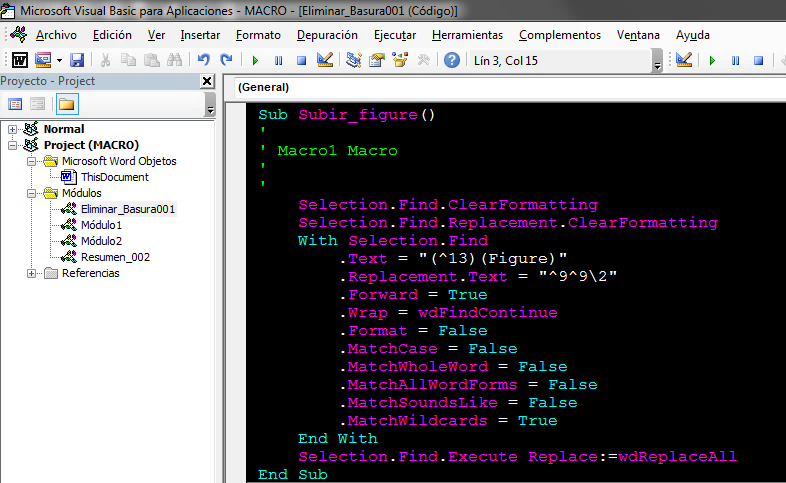 Microsoft Visual Basic para Aplicaciones - MACRO - [Eliminar_Basura001 (Código)]
Archivo Edición Ver Insertar Formato Depuración Ejecutar Herramientas Complementos Ventana Ayuda
Lín 3, Col 15
Proyecto - Project
(General)
Normal
Project (MACRO)
Microsoft Word Objetos
ThisDocument
Módulos
Eliminar_Basura001
Módulo1
Módulo2
Resumen_002
Referencias
Sub Subir_figure()
'
' Macro1 Macro
'
'
Selection.Find.ClearFormatting
Selection.Find.Replacement.ClearFormatting
With Selection.Find
.Text = "(^13)(Figure)"
.Replacement.Text = "^9^9\2"
.Forward = True
.Wrap = wdFindContinue
.Format = False
.MatchCase = False
.MatchWholeWord = False
.MatchAllWordForms = False
.MatchSoundsLike = False
.MatchWildcards = True
End With
Selection.Find.Execute Replace:=wdReplaceAll
End Sub